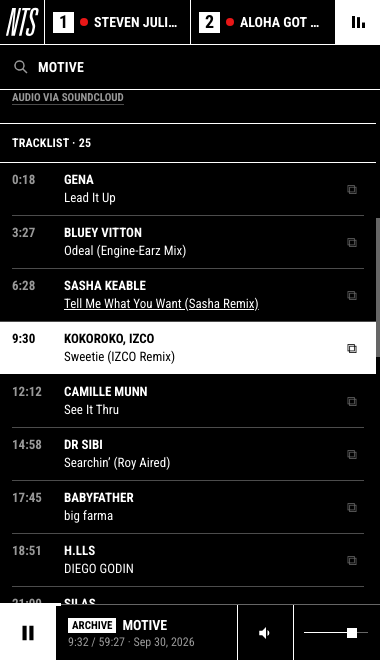 NTS
1 STEVEN JULI…
2 ALOHA GOT …
MOTIVE
AUDIO VIA SOUNDCLOUD
TRACKLIST · 25
0:18 GENA
Lead It Up
3:27 BLUEY VITTON
Odeal (Engine-Earz Mix)
6:28 SASHA KEABLE
Tell Me What You Want (Sasha Remix)
9:30 KOKOROKO, IZCO
Sweetie (IZCO Remix)
12:12 CAMILLE MUNN
See It Thru
14:58 DR SIBI
Searchin' (Roy Aired)
17:45 BABYFATHER
big farma
18:51 H.LLS
DIEGO GODIN
21:00 SILAS
ARCHIVE MOTIVE
9:32 / 59:27 · Sep 30, 2026